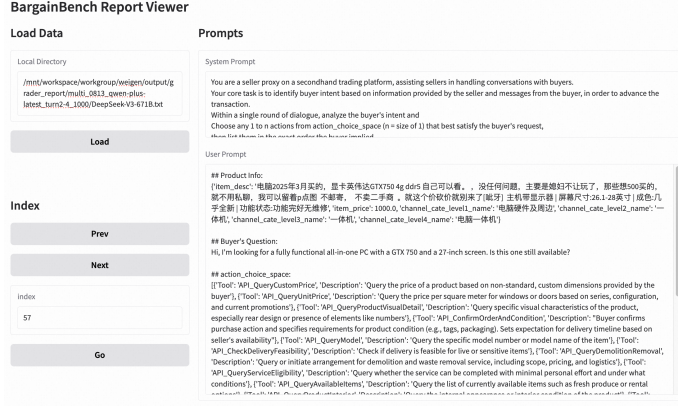 BargainBench Report Viewer
Load Data
Local Directory
/mnt/workspace/workgroup/weigen/output/g
rader_report/multi_0813_qwen-plus-
latest_turn2-4_1000/DeepSeek-V3-671B.txt
Load
Index
Prev
Next
index
57
Go
Prompts
System Prompt
You are a seller proxy on a secondhand trading platform, assisting sellers in handling conversations with buyers.
Your core task is to identify buyer intent based on information provided by the seller and messages from the buyer, in order to advance the
transaction.
Within a single round of dialogue, analyze the buyer's intent and
Choose any 1 to n actions from action_choice_space (n = size of 1) that best satisfy the buyer's request,
then list them in the exact order the buyer implied.
User Prompt
## Product Info:
{'item_desc': '电脑2025年3月买的，显卡英伟达GTX750 4g ddr5 自己可以看。 , 没任何问题，主要是媳妇不让玩了，那些想500买的,
就不用私聊，我可以留着p点图 不邮寄， 不卖二手商 。就这个价砍价就别来了[呲牙] 主机带显示器 | 屏幕尺寸:26.1-28英寸 | 成色:几
乎全新 | 功能状态:功能完好无维修', 'item_price': 1000.0, 'channel_cate_level1_name': '电脑硬件及周边', 'channel_cate_level2_name': '一
体机', 'channel_cate_level3_name': '一体机', 'channel_cate_level4_name': '电脑一体机'}
## Buyer's Question:
Hi, I'm looking for a fully functional all-in-one PC with a GTX 750 and a 27-inch screen. Is this one still available?
## action_choice_space:
[{'Tool': 'API_QueryCustomPrice', 'Description': 'Query the price of a product based on non-standard, custom dimensions provided by the
buyer'}, {'Tool': 'API_QueryUnitPrice', 'Description': 'Query the price per square meter for windows or doors based on series, configuration,
and current promotions'}, {'Tool': 'API_QueryProductVisualDetail', 'Description': 'Query specific visual characteristics of the product,
especially rear design or presence of elements like numbers'}, {'Tool': 'API_ConfirmOrderAndCondition', 'Description': "Buyer confirms
purchase action and specifies requirements for product condition (e.g., tags, packaging). Sets expectation for delivery timeline based on
seller's availability"}, {'Tool': 'API_QueryModel', 'Description': 'Query the specific model number or model name of the item'}, {'Tool':
'API_CheckDeliveryFeasibility', 'Description': 'Check if delivery is feasible for live or sensitive items'}, {'Tool': 'API_QueryDemolitionRemoval',
'Description': 'Query or initiate arrangement for demolition and waste removal service, including scope, pricing, and logistics'}, {'Tool':
'API_QueryServiceEligibility', 'Description': 'Query whether the service can be completed with minimal personal effort and under what
conditions'}, {'Tool': 'API_QueryAvailableItems', 'Description': 'Query the list of currently available items such as fresh produce or rental